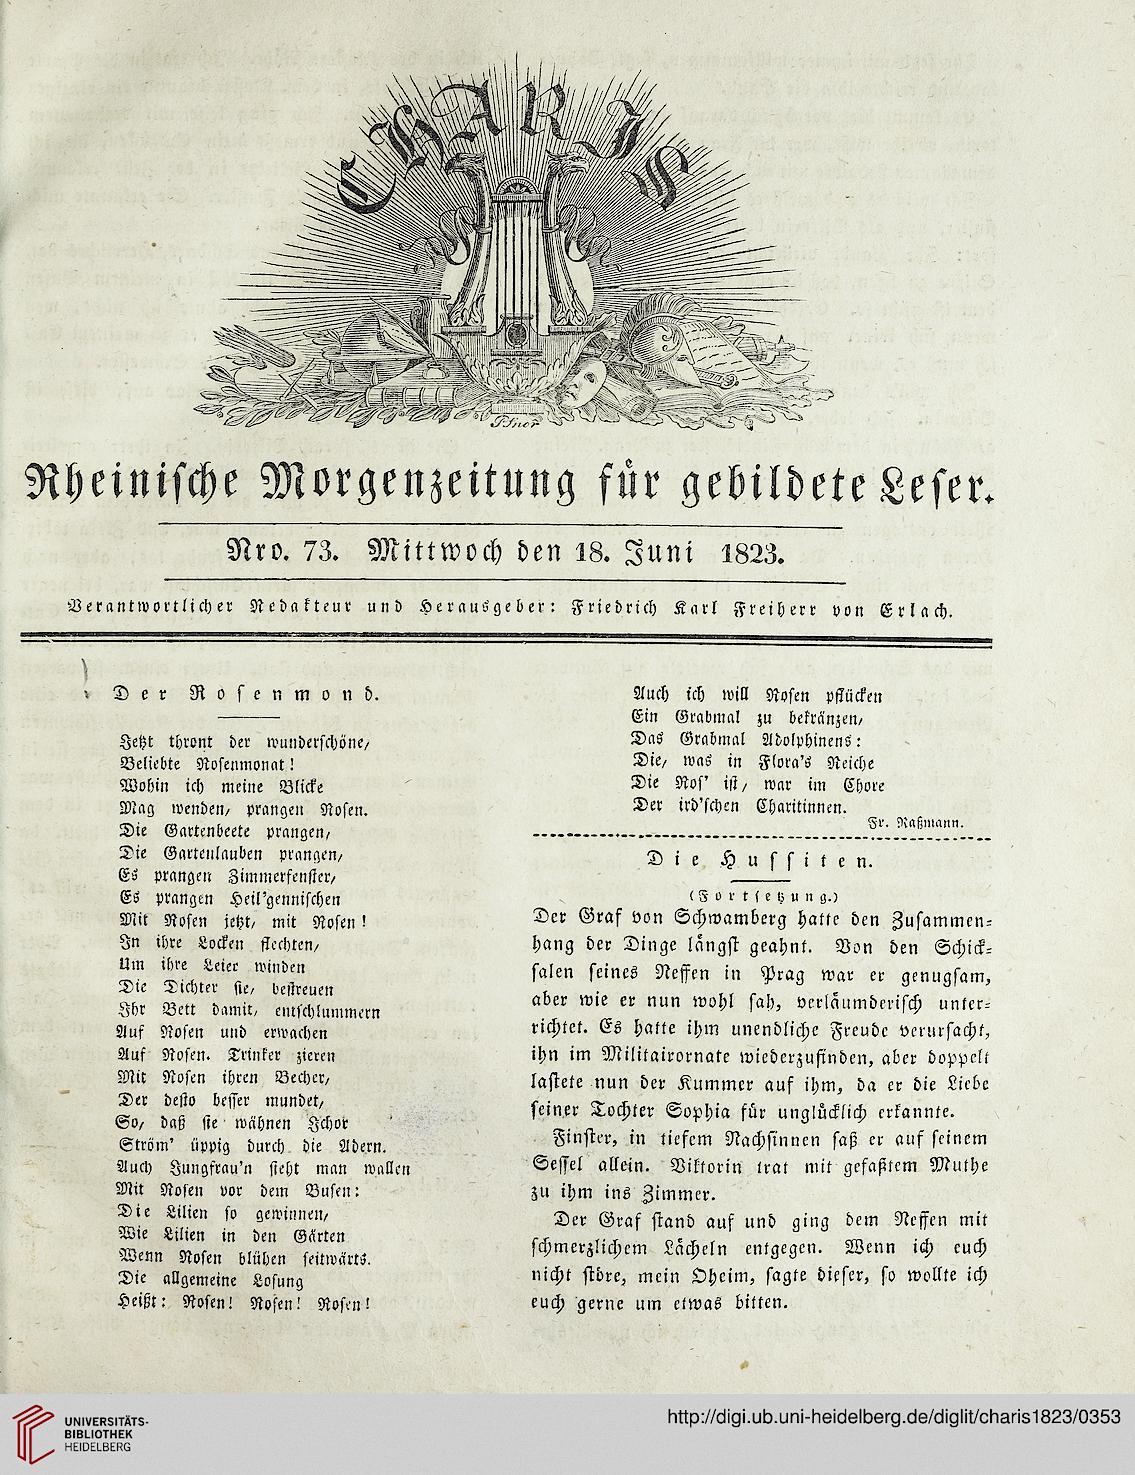 CHARIS
Rheinische Morgenzeitung für gebildete Leser.
Nro. 73. Mittwoch den 18. Juni 1823.
Verantwortlicher Redakteur und Herausgeber: Friedrich Karl Freiherr von Erlach.
Der Rosenmond.
Jetzt thront der wunderschöne,
Beliebte Rosenmonat!
Wohin ich meine Blicke
Mag wenden, prangen Rosen.
Die Gartenbeete prangen,
Die Gartenlauben prangen,
Es prangen Zimmerfenster,
Es prangen Heil'gennischen
Mit Rosen jetzt, mit Rosen!
In ihre Locken flechten,
Um ihre Leier winden
Die Dichter sie, bestreuen
Ihr Bett damit, entschlummern
Auf Rosen und erwachen
Auf Rosen. Trinker zieren
Mit Rosen ihren Becher,
Der desto besser mundet,
So, daß sie wähnen Ichor
Ström' üppig durch die Adern.
Auch Jungfrau'n sieht man wallen
Mit Rosen vor dem Busen:
Die Lilien so gewinnen,
Wie Lilien in den Gärten
Wenn Rosen blühen seitwärts.
Die allgemeine Losung
Heißt: Rosen! Rosen! Rosen!
Auch ich will Rosen pflücken
Ein Grabmal zu bekränzen,
Das Grabmal Adolphinens:
Die, was in Flora's Reiche
Die Ros' ist, war im Chore
Der ird'schen Charitinnen.
Fr. Raßmann.
Die Hussiten.
(Fortsetzung.)
Der Graf von Schwamberg hatte den Zusammen-
hang der Dinge längst geahnt. Von den Schick-
salen seines Neffen in Prag war er genugsam,
aber wie er nun wohl sah, verläumderisch unter-
richtet. Es hatte ihm unendliche Freude verursacht,
ihn im Militairornate wiederzufinden, aber doppelt
lastete nun der Kummer auf ihm, da er die Liebe
seiner Tochter Sophia für unglücklich erkannte.
Finster, in tiefem Nachsinnen saß er auf seinem
Sessel allein. Viktorin trat mit gefaßtem Muthe
zu ihm ins Zimmer.
Der Graf stand auf und ging dem Neffen mit
schmerzlichem Lächeln entgegen. Wenn ich euch
nicht störe, mein Oheim, sagte dieser, so wollte ich
euch gerne um etwas bitten.
UNIVERSITÄTS-
BIBLIOTHEK
HEIDELBERG
http://digi.ub.uni-heidelberg.de/diglit/charis1823/0353